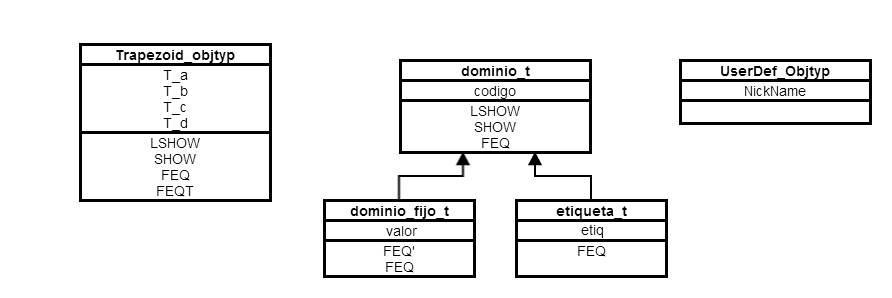 Trapezoid_objtyp
T_a
T_b
T_c
T_d
LSHOW
SHOW
FEQ
FEQT
dominio_t
codigo
LSHOW
SHOW
FEQ
UserDef_Objtyp
NickName
dominio_fijo_t
valor
FEQ'
FEQ
etiqueta_t
etiq
FEQ